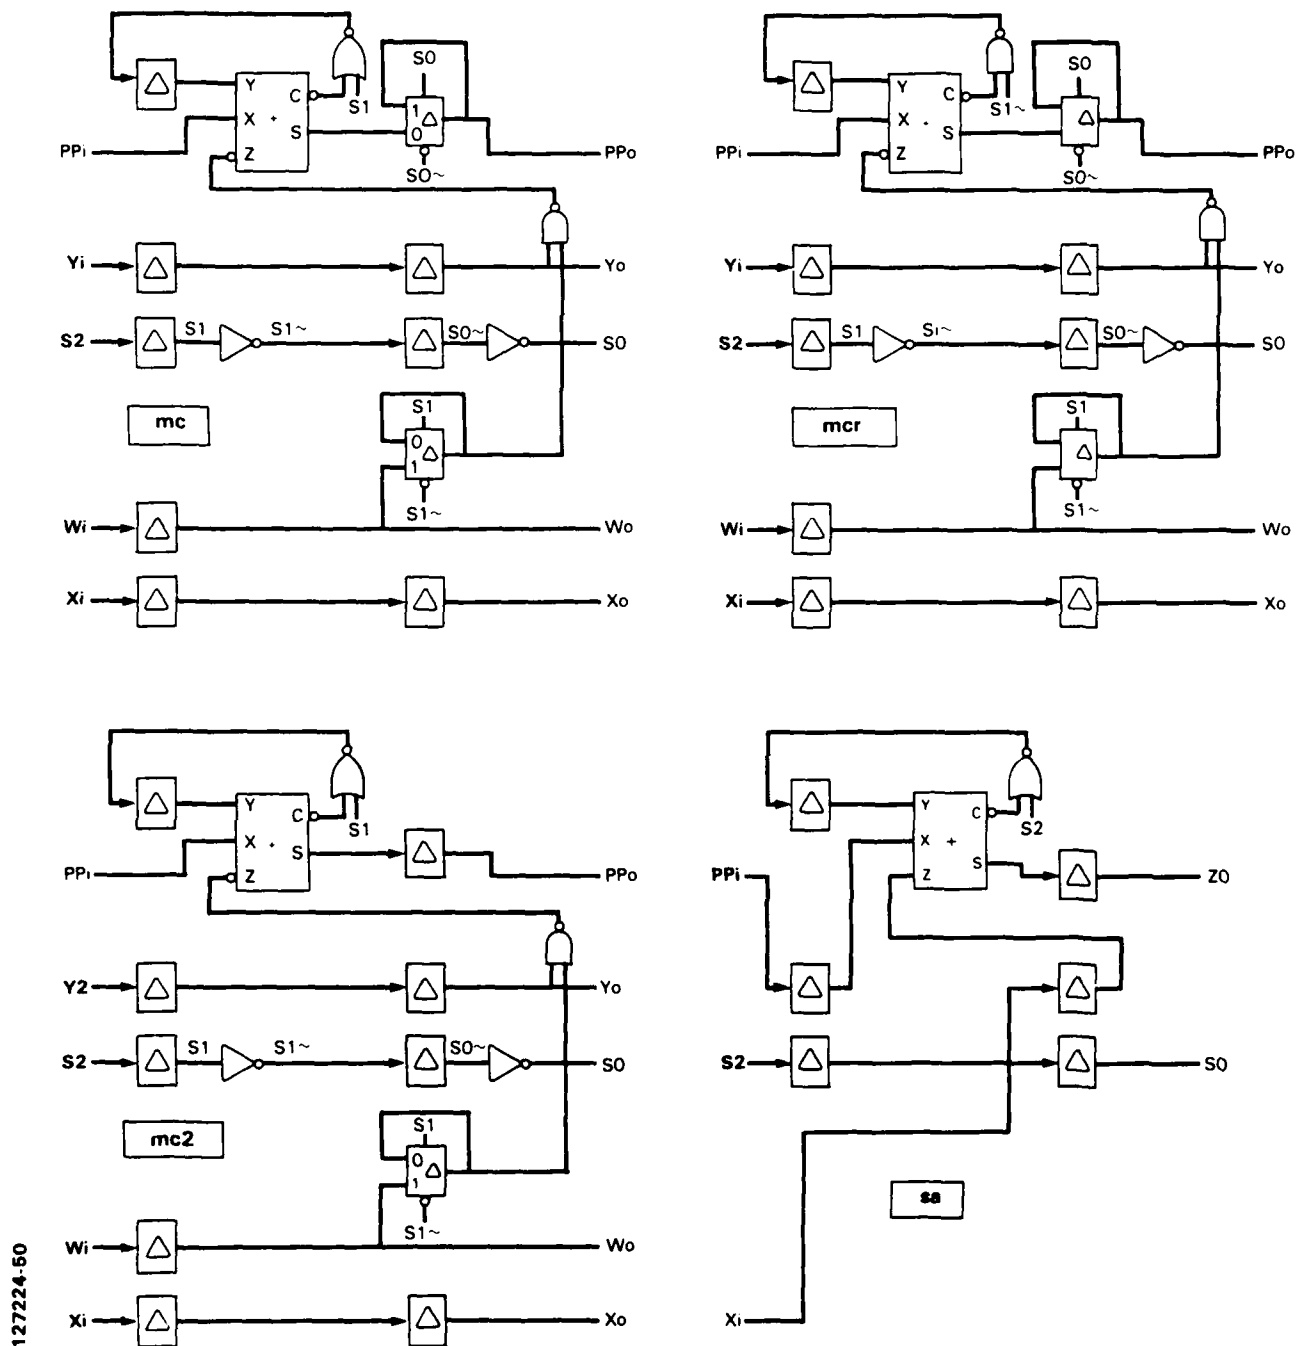 S0
Y
C
1
S1
X +
0
S
PPi
Z
S0~
PPo
Yi
Yo
S2
S1
S1~
S0~
S0
mc
S1
0
1
S1~
Wi
Wo
Xi
Xo
S0
Y
C
S1~
X .
S
PPi
Z
S0~
PPo
Yi
Yo
S2
S1
S1~
S0~
S0
mcr
S1
S1~
Wi
Wo
Xi
Xo
Y
C
S1
X .
S
PPi
Z
PPo
Y2
Yo
S2
S1
S1~
S0~
S0
mc2
S1
0
1
S1~
Wi
Wo
Xi
Xo
Y
C
S2
X +
S
PPi
Z
Z0
S2
S0
sa
Xi
127224-50